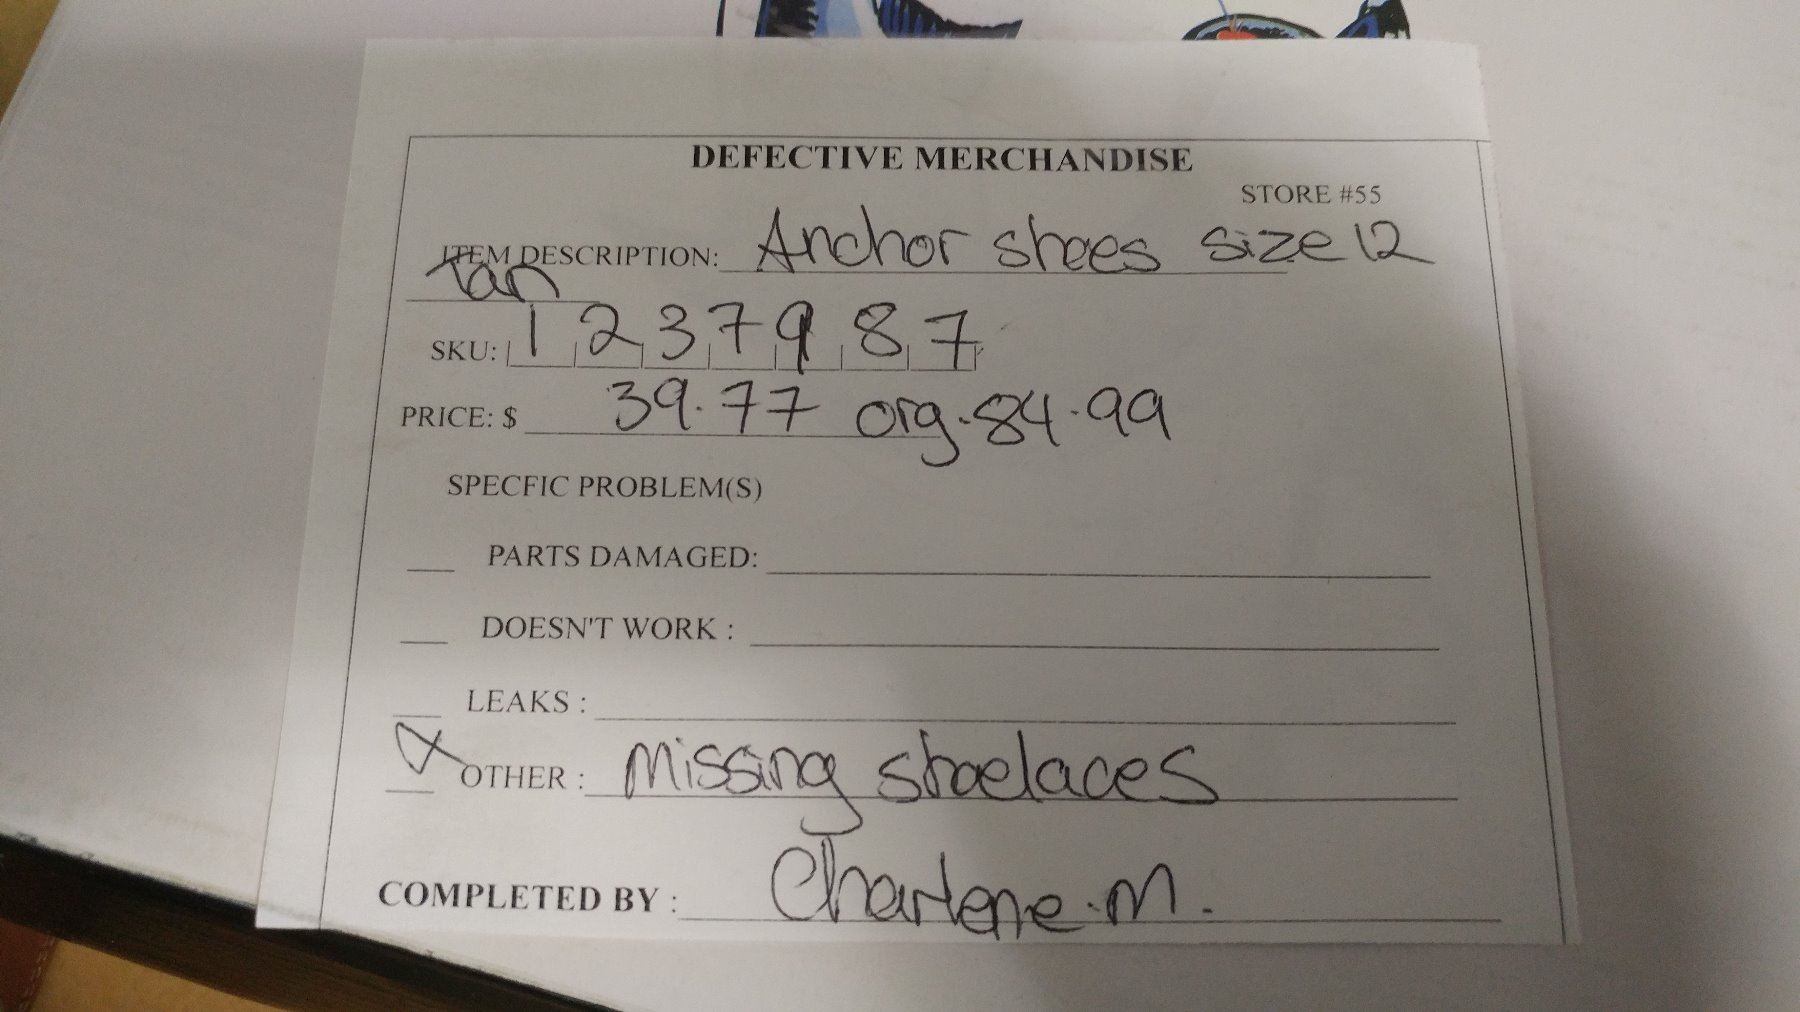 DEFECTIVE MERCHANDISE
STORE #55
ITEM DESCRIPTION: Anchor shoes size 12
Tan
SKU: 1237987
PRICE: $ 39.77 org. 84.99
SPECFIC PROBLEM(S)
PARTS DAMAGED:
DOESN'T WORK :
LEAKS :
OTHER : Missing shoelaces
COMPLETED BY : Charlene.M.